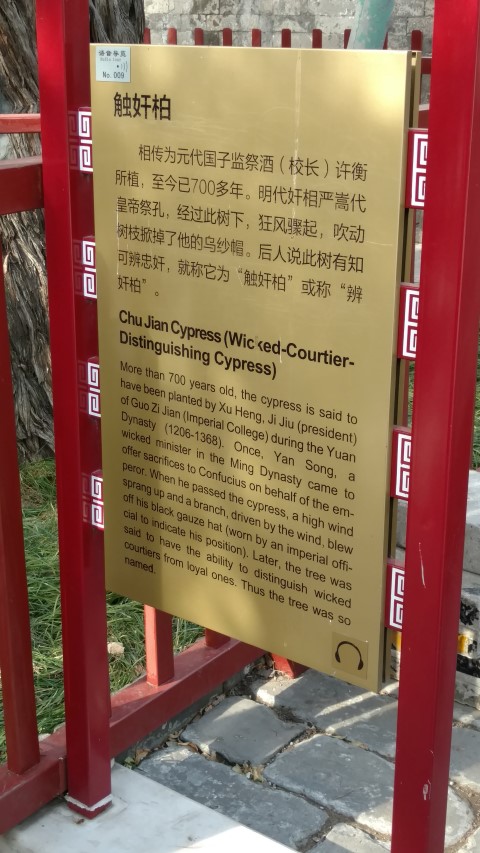 语音导览
Audio Tour
No. 009
触奸柏
相传为元代国子监祭酒（校长）许衡
所植，至今已700多年。明代奸相严嵩代
皇帝祭孔，经过此树下，狂风骤起，吹动
树枝掀掉了他的乌纱帽。后人说此树有知
可辨忠奸，就称它为“触奸柏”或称“辨
奸柏”。
Chu Jian Cypress (Wicked-Courtier-
Distinguishing Cypress)
More than 700 years old, the cypress is said to
have been planted by Xu Heng, Ji Jiu (president)
of Guo Zi Jian (Imperial College) during the Yuan
Dynasty (1206-1368). Once, Yan Song, a
wicked minister in the Ming Dynasty came to
offer sacrifices to Confucius on behalf of the em-
peror. When he passed the cypress, a high wind
sprang up and a branch, driven by the wind, blew
off his black gauze hat (worn by an imperial offi-
cial to indicate his position). Later, the tree was
said to have the ability to distinguish wicked
courtiers from loyal ones. Thus the tree was so
named.